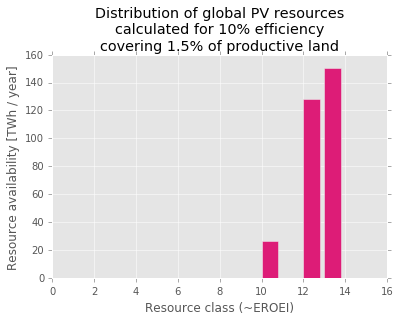 Distribution of global PV resources
calculated for 10% efficiency
covering 1.5% of productive land
Resource availability [TWh / year]
160
140
120
100
80
60
40
20
0
0 2 4 6 8 10 12 14 16
Resource class (~EROEI)